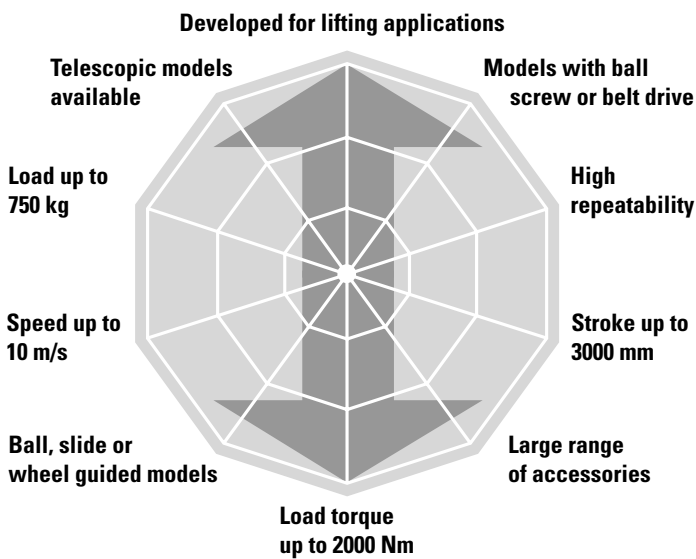 Developed for lifting applications
Telescopic models
available
Models with ball
screw or belt drive
Load up to
750 kg
High
repeatability
Speed up to
10 m/s
Stroke up to
3000 mm
Ball, slide or
wheel guided models
Large range
of accessories
Load torque
up to 2000 Nm